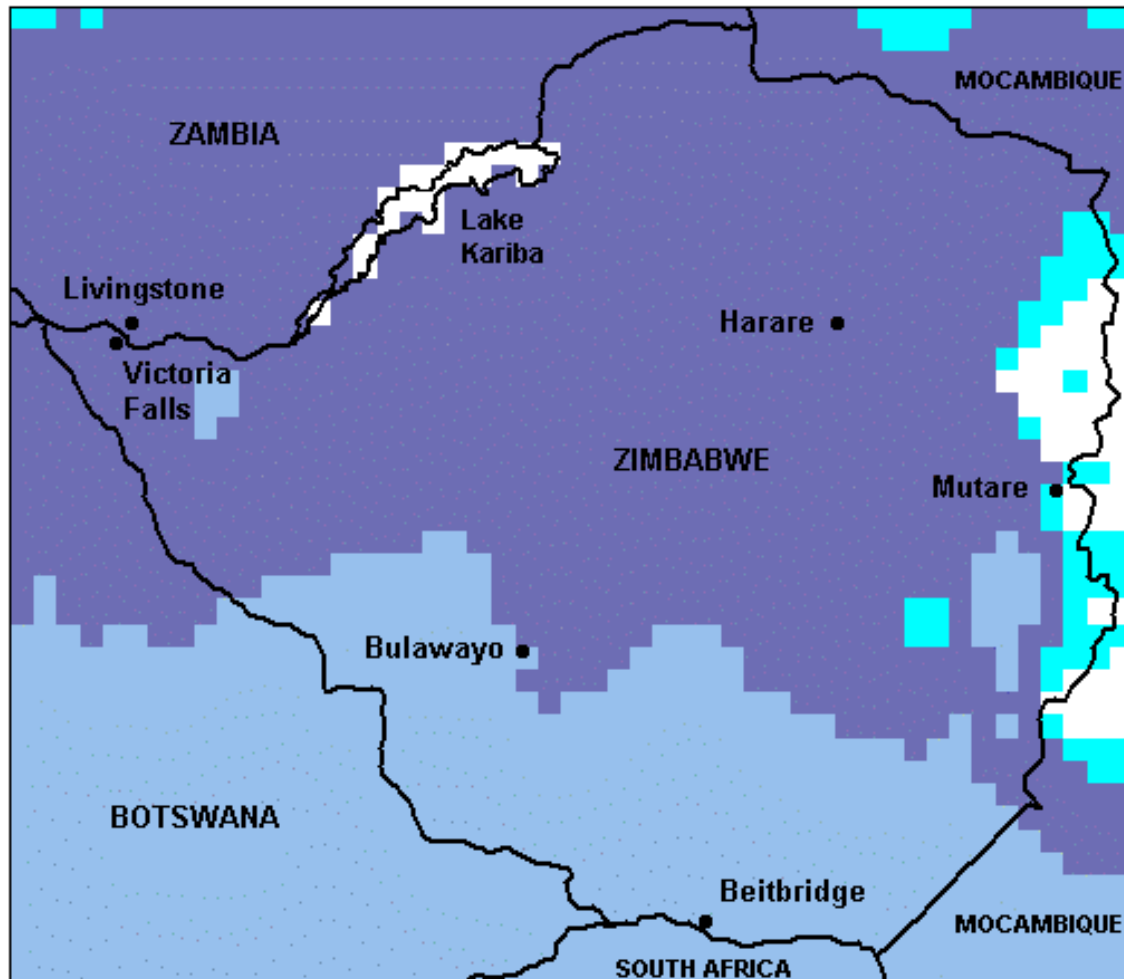 MOCAMBIQUE
ZAMBIA
Lake
Kariba
Livingstone
Harare
Victoria
Falls
ZIMBABWE
Mutare
Bulawayo
BOTSWANA
Beitbridge
MOCAMBIQUE
SOUTH AFRICA